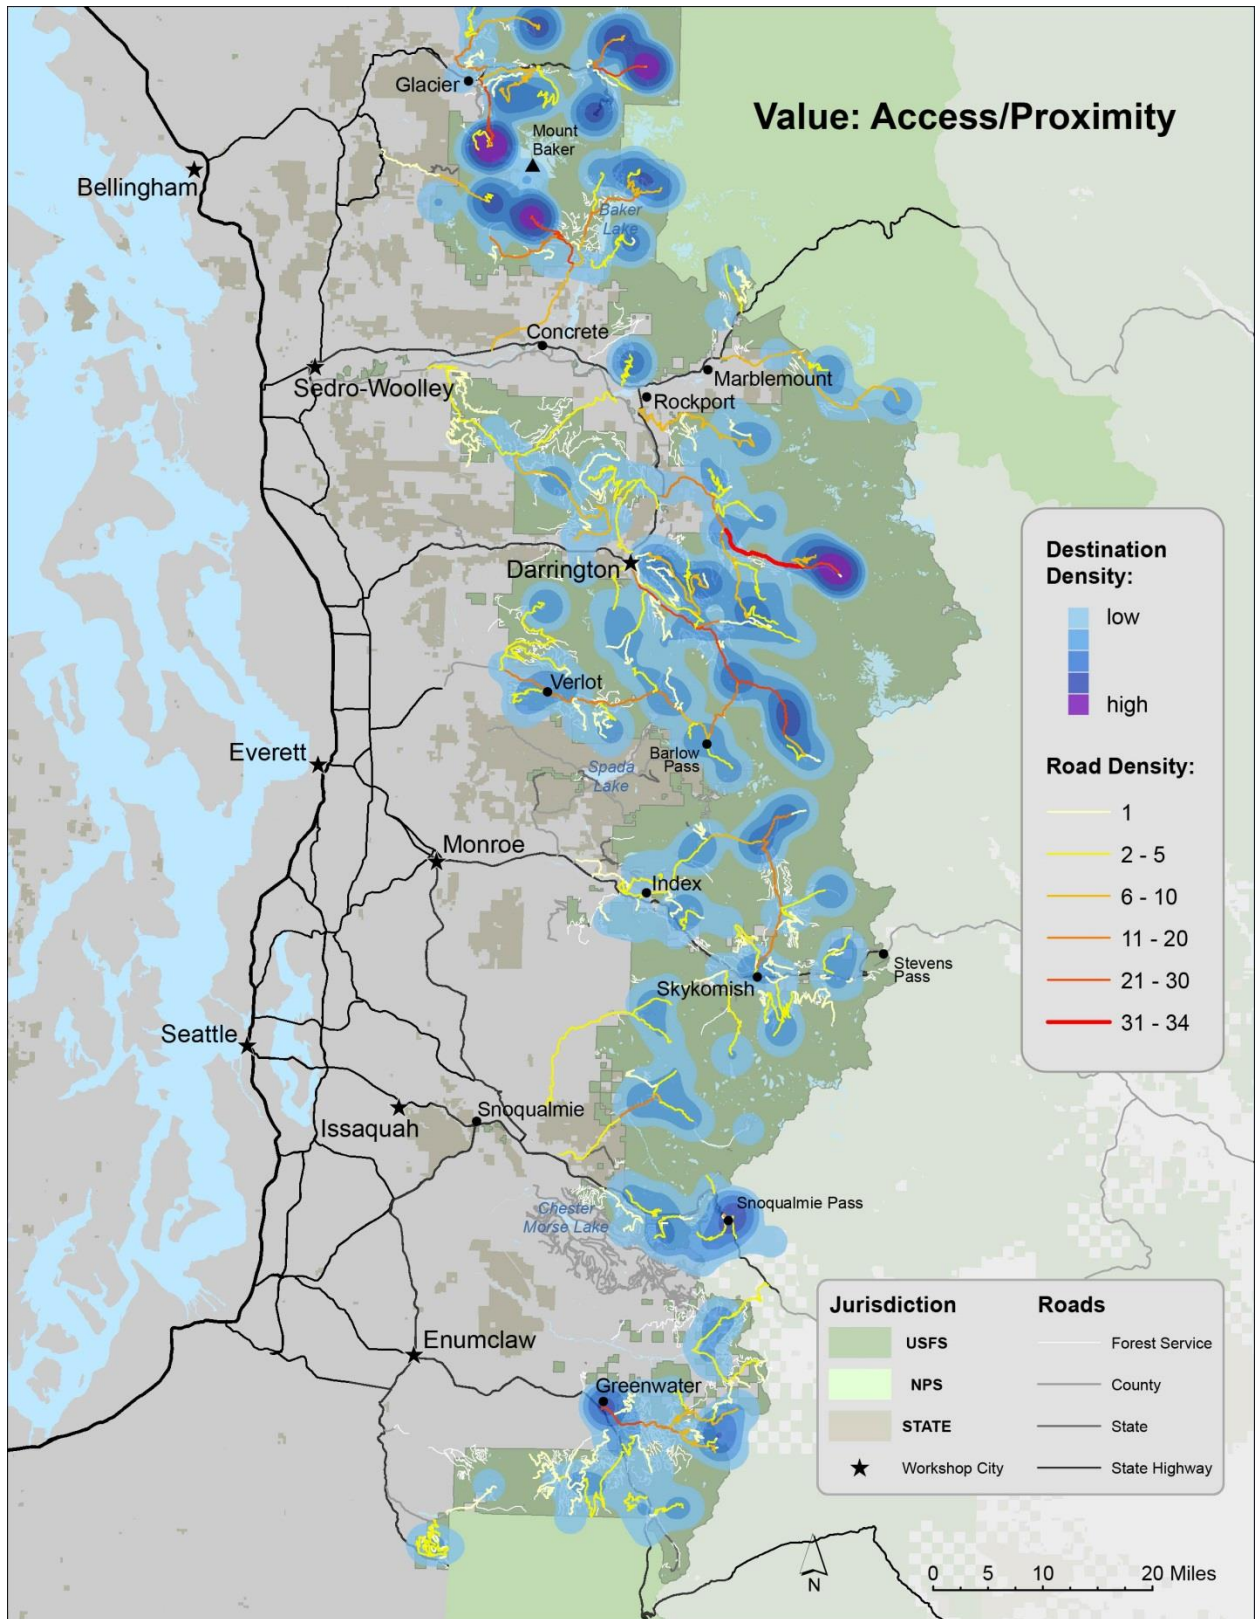 Value: Access/Proximity
Glacier
Mount
Baker
Bellingham
Baker
Lake
Concrete
Sedro-Woolley
Marblemount
Rockport
Darrington
Verlot
Barlow
Pass
Everett
Spada
Lake
Monroe
Index
Stevens
Pass
Skykomish
Seattle
Issaquah
Snoqualmie
Chester
Morse Lake
Snoqualmie Pass
Enumclaw
Greenwater
Destination
Density:
low
high
Road Density:
1
2 - 5
6 - 10
11 - 20
21 - 30
31 - 34
Jurisdiction
USFS
NPS
STATE
Workshop City
Roads
Forest Service
County
State
State Highway
N
0 5 10 20 Miles